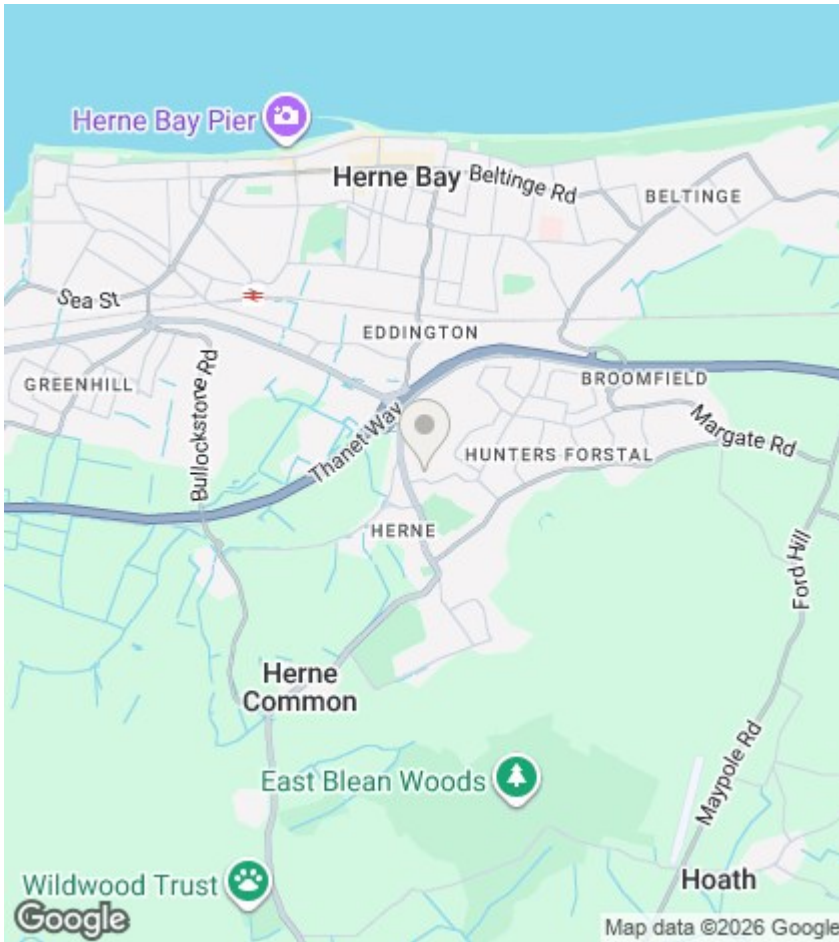 Herne Bay Pier
Herne Bay
Beltinge Rd
BELTINGE
Sea St
EDDINGTON
GREENHILL
BROOMFIELD
Bullockstone Rd
Thanet Way
Margate Rd
HUNTERS FORSTAL
HERNE
Ford Hill
Herne
Common
Maypole Rd
East Blean Woods
Wildwood Trust
Hoath
Google
Map data ©2026 Google